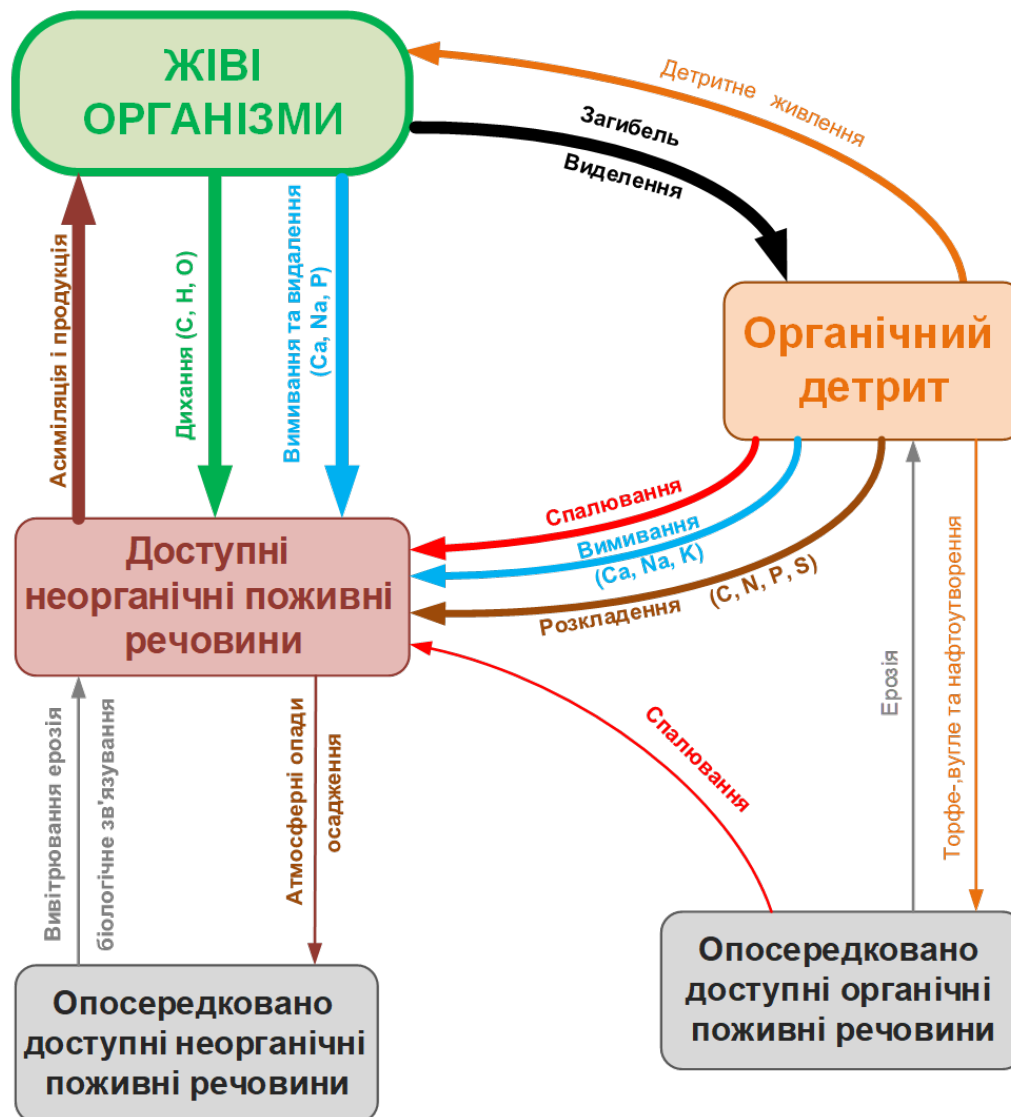 ЖІВІ
ОРГАНІЗМИ
Детритне живлення
Загибель
Виделення
Асиміляція і продукція
Дихання (C, H, O)
Вимивання та видалення
(Ca, Na, P)
Органічний
детрит
Спалювання
Вимивання
(Ca, Na, K)
Розкладення (C, N, P, S)
Доступні
неорганічні поживні
речовини
Вивітрювання ерозія
біологічне зв'язування
Атмосферні опади
осадження
Спалювання
Ерозія
Торфе-,вугле та нафтоутворення
Опосередковано
доступні неорганічні
поживні речовини
Опосередковано
доступні органічні
поживні речовини